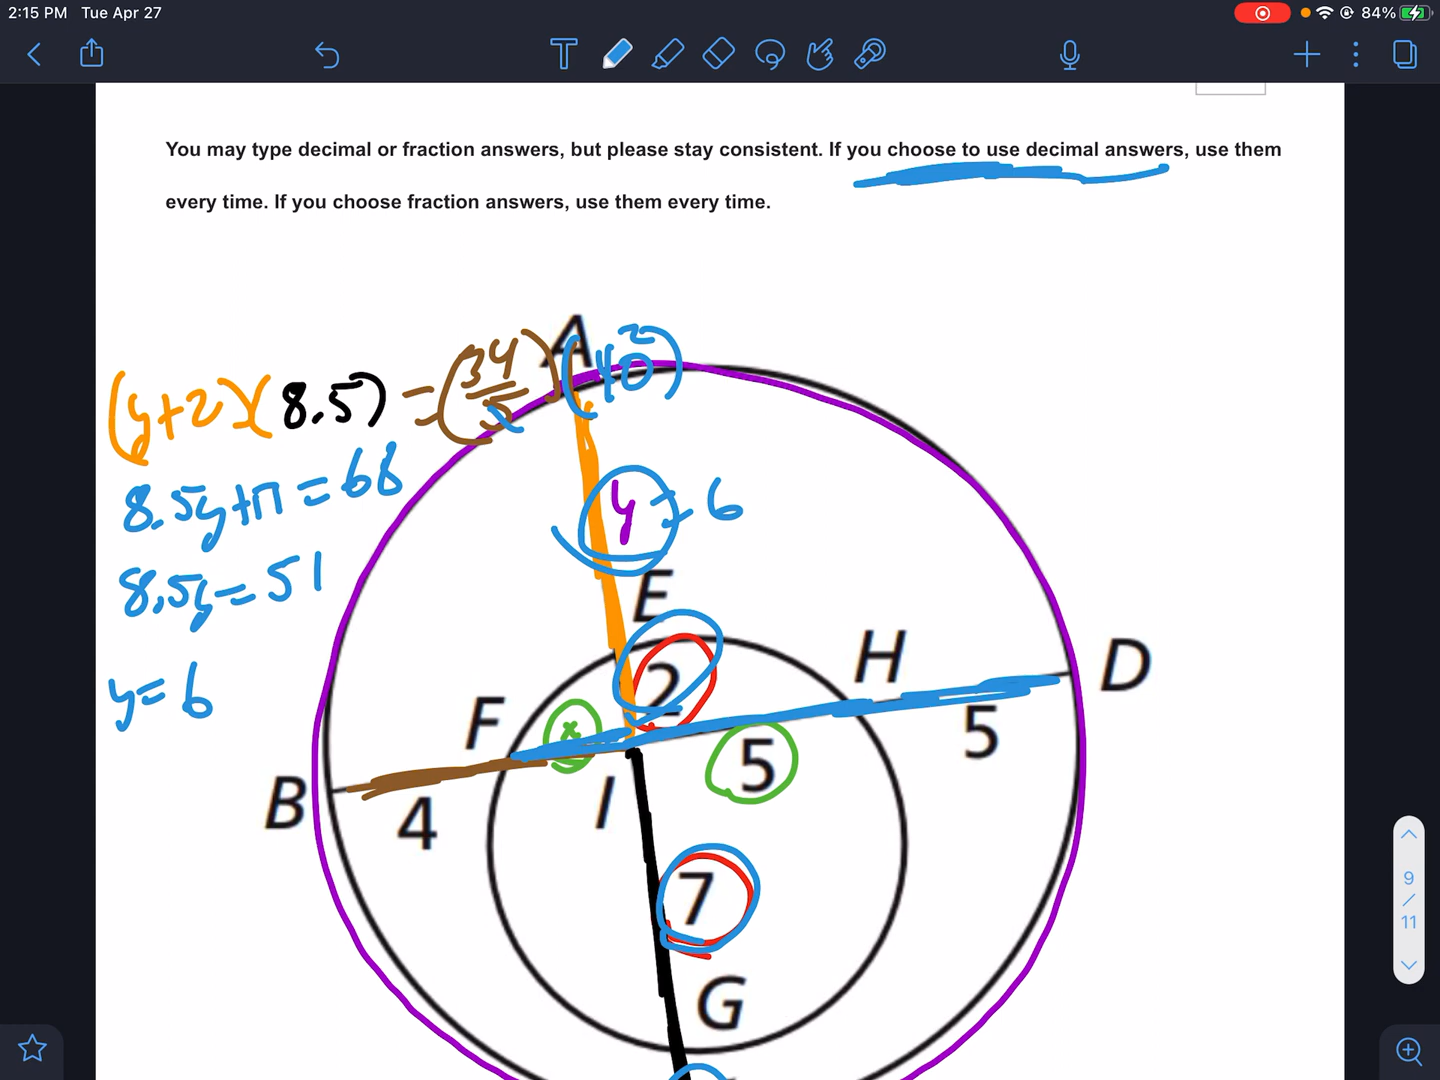 2:15 PM Tue Apr 27
84%
T
You may type decimal or fraction answers, but please stay consistent. If you choose to use decimal answers, use them
every time. If you choose fraction answers, use them every time.
A
(y+2)(8.5) = (34/5)(10)
2
8.5y+17=68
y = 6
8.5y=51
E
y=6
2
H
D
F
x
5
5
B
4
I
7
G
9
/
11